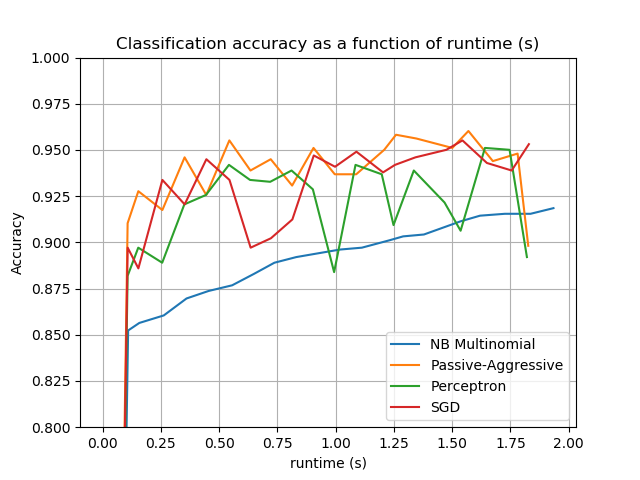 Classification accuracy as a function of runtime (s)
1.000
0.975
0.950
0.925
0.900
0.875
0.850
0.825
0.800
Accuracy
NB Multinomial
Passive-Aggressive
Perceptron
SGD
0.00 0.25 0.50 0.75 1.00 1.25 1.50 1.75 2.00
runtime (s)